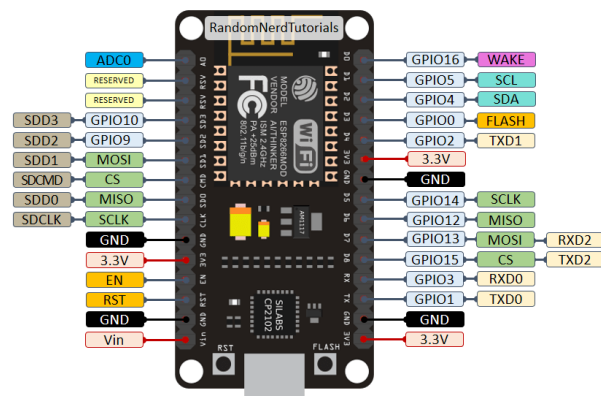 RandomNerdTutorials
ADC0 A0
RESERVED RSV
RESERVED RSV
SDD3 GPIO10 SD3
SDD2 GPIO9 SD2
SDD1 MOSI SD1
SDCMD CS CMD
SDD0 MISO SD0
SDCLK SCLK CLK
GND GND
3.3V 3V3
EN EN
RST RST
GND GND
Vin Vin
MODEL ESP8266MOD
VENDOR AI/THINKER
ISM 2.4GHz
PA +25dBm
802.11b/g/n
FC
WiFi
AM1117
SILABS
CP2102
RST
FLASH
D0 GPIO16 WAKE
D1 GPIO5 SCL
D2 GPIO4 SDA
D3 GPIO0 FLASH
D4 GPIO2 TXD1
3V3 3.3V
GND GND
D5 GPIO14 SCLK
D6 GPIO12 MISO
D7 GPIO13 MOSI RXD2
D8 GPIO15 CS TXD2
RX GPIO3 RXD0
TX GPIO1 TXD0
GND GND
3V3 3.3V